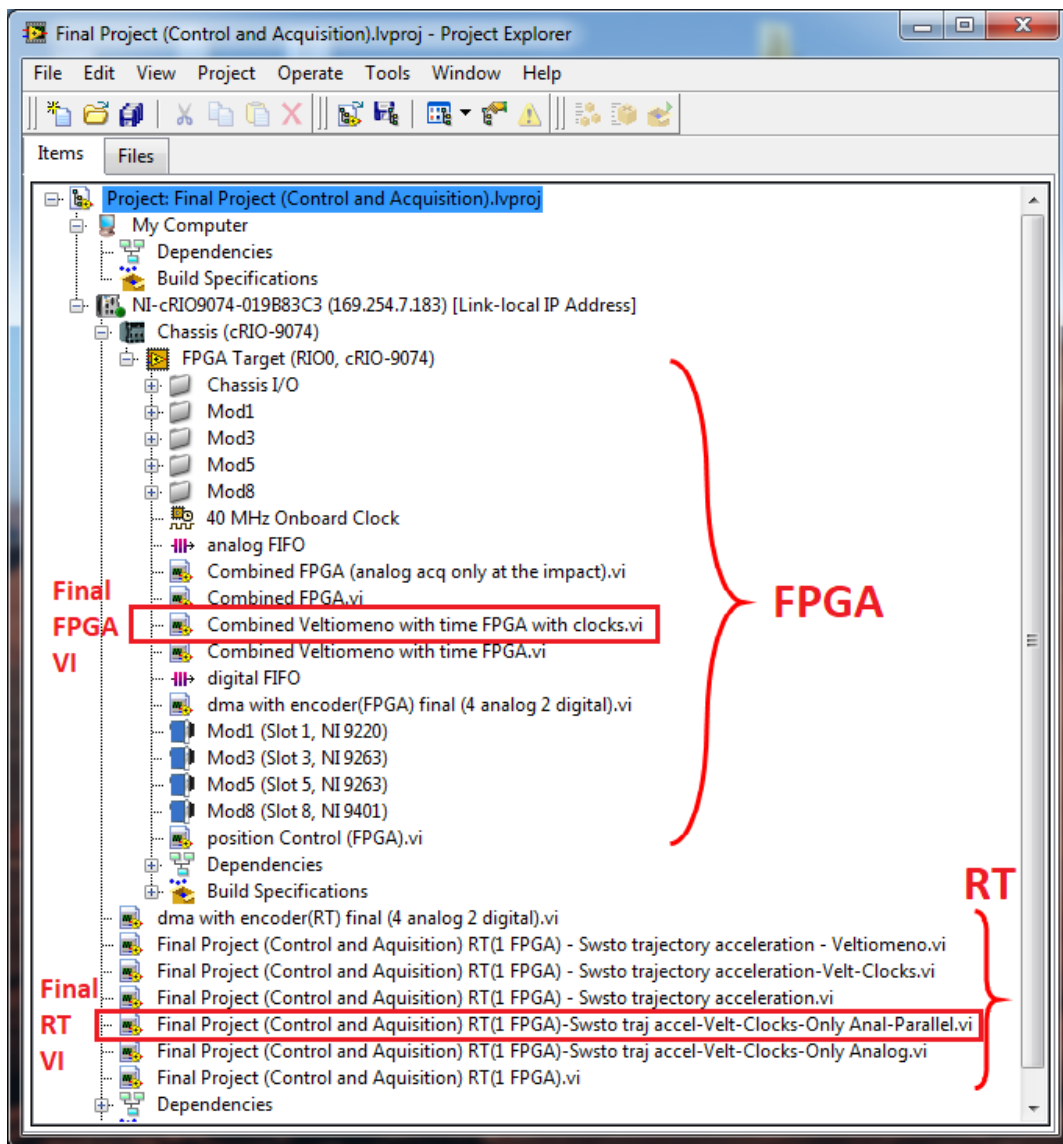 Final Project (Control and Acquisition).lvproj - Project Explorer
File Edit View Project Operate Tools Window Help
Items Files
Project: Final Project (Control and Acquisition).lvproj
My Computer
Dependencies
Build Specifications
NI-cRIO9074-019B83C3 (169.254.7.183) [Link-local IP Address]
Chassis (cRIO-9074)
FPGA Target (RIO0, cRIO-9074)
Chassis I/O
Mod1
Mod3
Mod5
Mod8
40 MHz Onboard Clock
analog FIFO
Combined FPGA (analog acq only at the impact).vi
Combined FPGA.vi
Combined Veltiomeno with time FPGA with clocks.vi
Combined Veltiomeno with time FPGA.vi
digital FIFO
dma with encoder(FPGA) final (4 analog 2 digital).vi
Mod1 (Slot 1, NI 9220)
Mod3 (Slot 3, NI 9263)
Mod5 (Slot 5, NI 9263)
Mod8 (Slot 8, NI 9401)
position Control (FPGA).vi
Dependencies
Build Specifications
dma with encoder(RT) final (4 analog 2 digital).vi
Final Project (Control and Aquisition) RT(1 FPGA) - Swsto trajectory acceleration - Veltiomeno.vi
Final Project (Control and Aquisition) RT(1 FPGA) - Swsto trajectory acceleration-Velt-Clocks.vi
Final Project (Control and Aquisition) RT(1 FPGA) - Swsto trajectory acceleration.vi
Final Project (Control and Aquisition) RT(1 FPGA)-Swsto traj accel-Velt-Clocks-Only Anal-Parallel.vi
Final Project (Control and Aquisition) RT(1 FPGA)-Swsto traj accel-Velt-Clocks-Only Analog.vi
Final Project (Control and Aquisition) RT(1 FPGA).vi
Dependencies
Final
FPGA
VI
FPGA
RT
Final
RT
VI